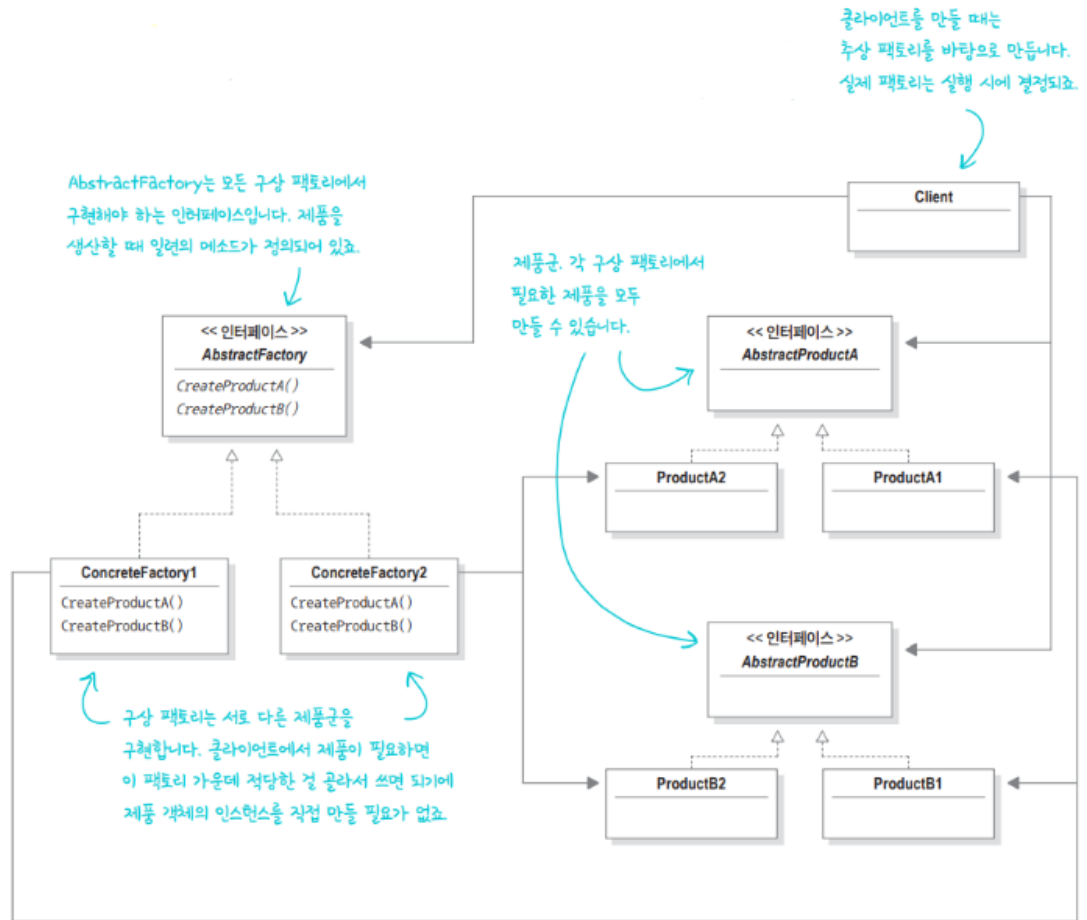 클라이언트를 만들 때는
추상 팩토리를 바탕으로 만듭니다.
실제 팩토리는 실행 시에 결정되죠.
AbstractFactory는 모든 구상 팩토리에서
구현해야 하는 인터페이스입니다. 제품을
생산할 때 일련의 메소드가 정의되어 있죠.
Client
제품군. 각 구상 팩토리에서
필요한 제품을 모두
만들 수 있습니다.
<< 인터페이스 >>
AbstractFactory
CreateProductA()
CreateProductB()
<< 인터페이스 >>
AbstractProductA
ProductA2
ProductA1
ConcreteFactory1
CreateProductA()
CreateProductB()
ConcreteFactory2
CreateProductA()
CreateProductB()
<< 인터페이스 >>
AbstractProductB
구상 팩토리는 서로 다른 제품군을
구현합니다. 클라이언트에서 제품이 필요하면
이 팩토리 가운데 적당한 걸 골라서 쓰면 되기에
제품 객체의 인스턴스를 직접 만들 필요가 없죠.
ProductB2
ProductB1